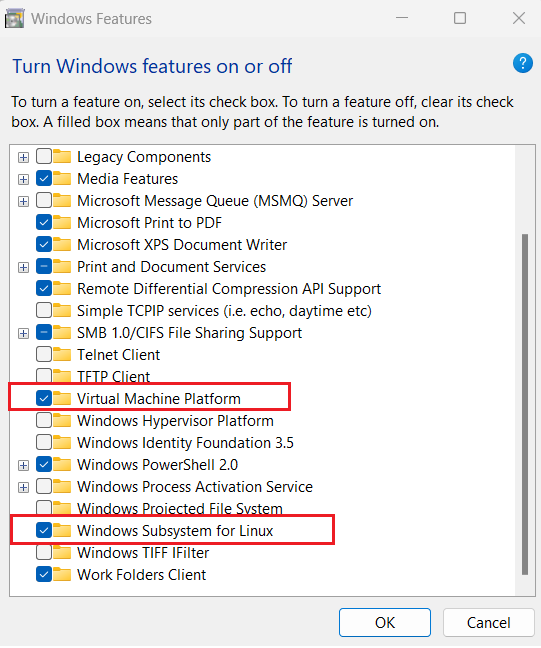 Windows Features
Turn Windows features on or off
?
To turn a feature on, select its check box. To turn a feature off, clear its check
box. A filled box means that only part of the feature is turned on.
Legacy Components
Media Features
Microsoft Message Queue (MSMQ) Server
Microsoft Print to PDF
Microsoft XPS Document Writer
Print and Document Services
Remote Differential Compression API Support
Simple TCPIP services (i.e. echo, daytime etc)
SMB 1.0/CIFS File Sharing Support
Telnet Client
TFTP Client
Virtual Machine Platform
Windows Hypervisor Platform
Windows Identity Foundation 3.5
Windows PowerShell 2.0
Windows Process Activation Service
Windows Projected File System
Windows Subsystem for Linux
Windows TIFF IFilter
Work Folders Client
OK
Cancel